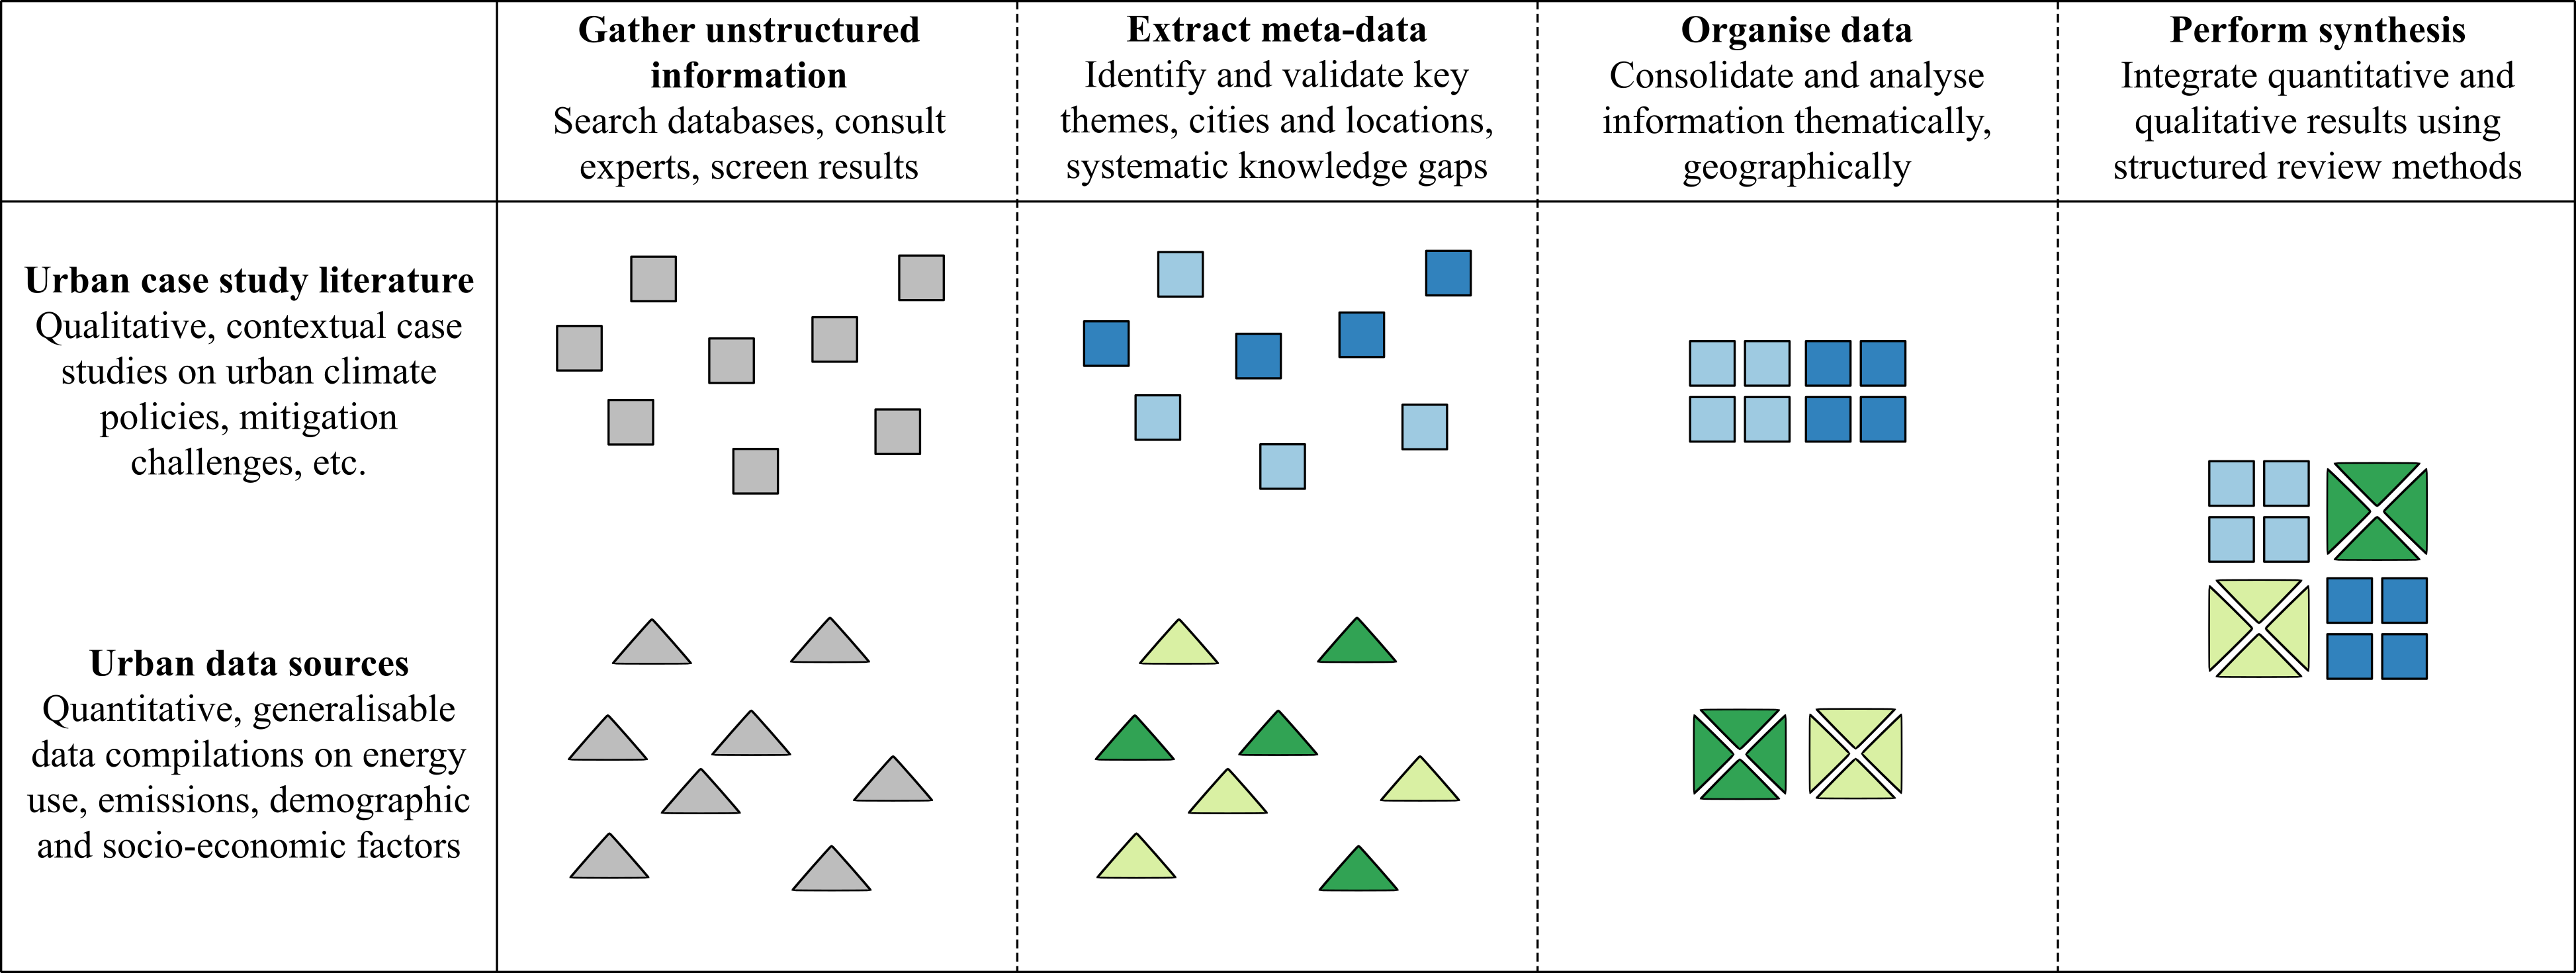 Gather unstructured
information
Search databases, consult
experts, screen results
Extract meta-data
Identify and validate key
themes, cities and locations,
systematic knowledge gaps
Organise data
Consolidate and analyse
information thematically,
geographically
Perform synthesis
Integrate quantitative and
qualitative results using
structured review methods
Urban case study literature
Qualitative, contextual case
studies on urban climate
policies, mitigation
challenges, etc.
Urban data sources
Quantitative, generalisable
data compilations on energy
use, emissions, demographic
and socio-economic factors